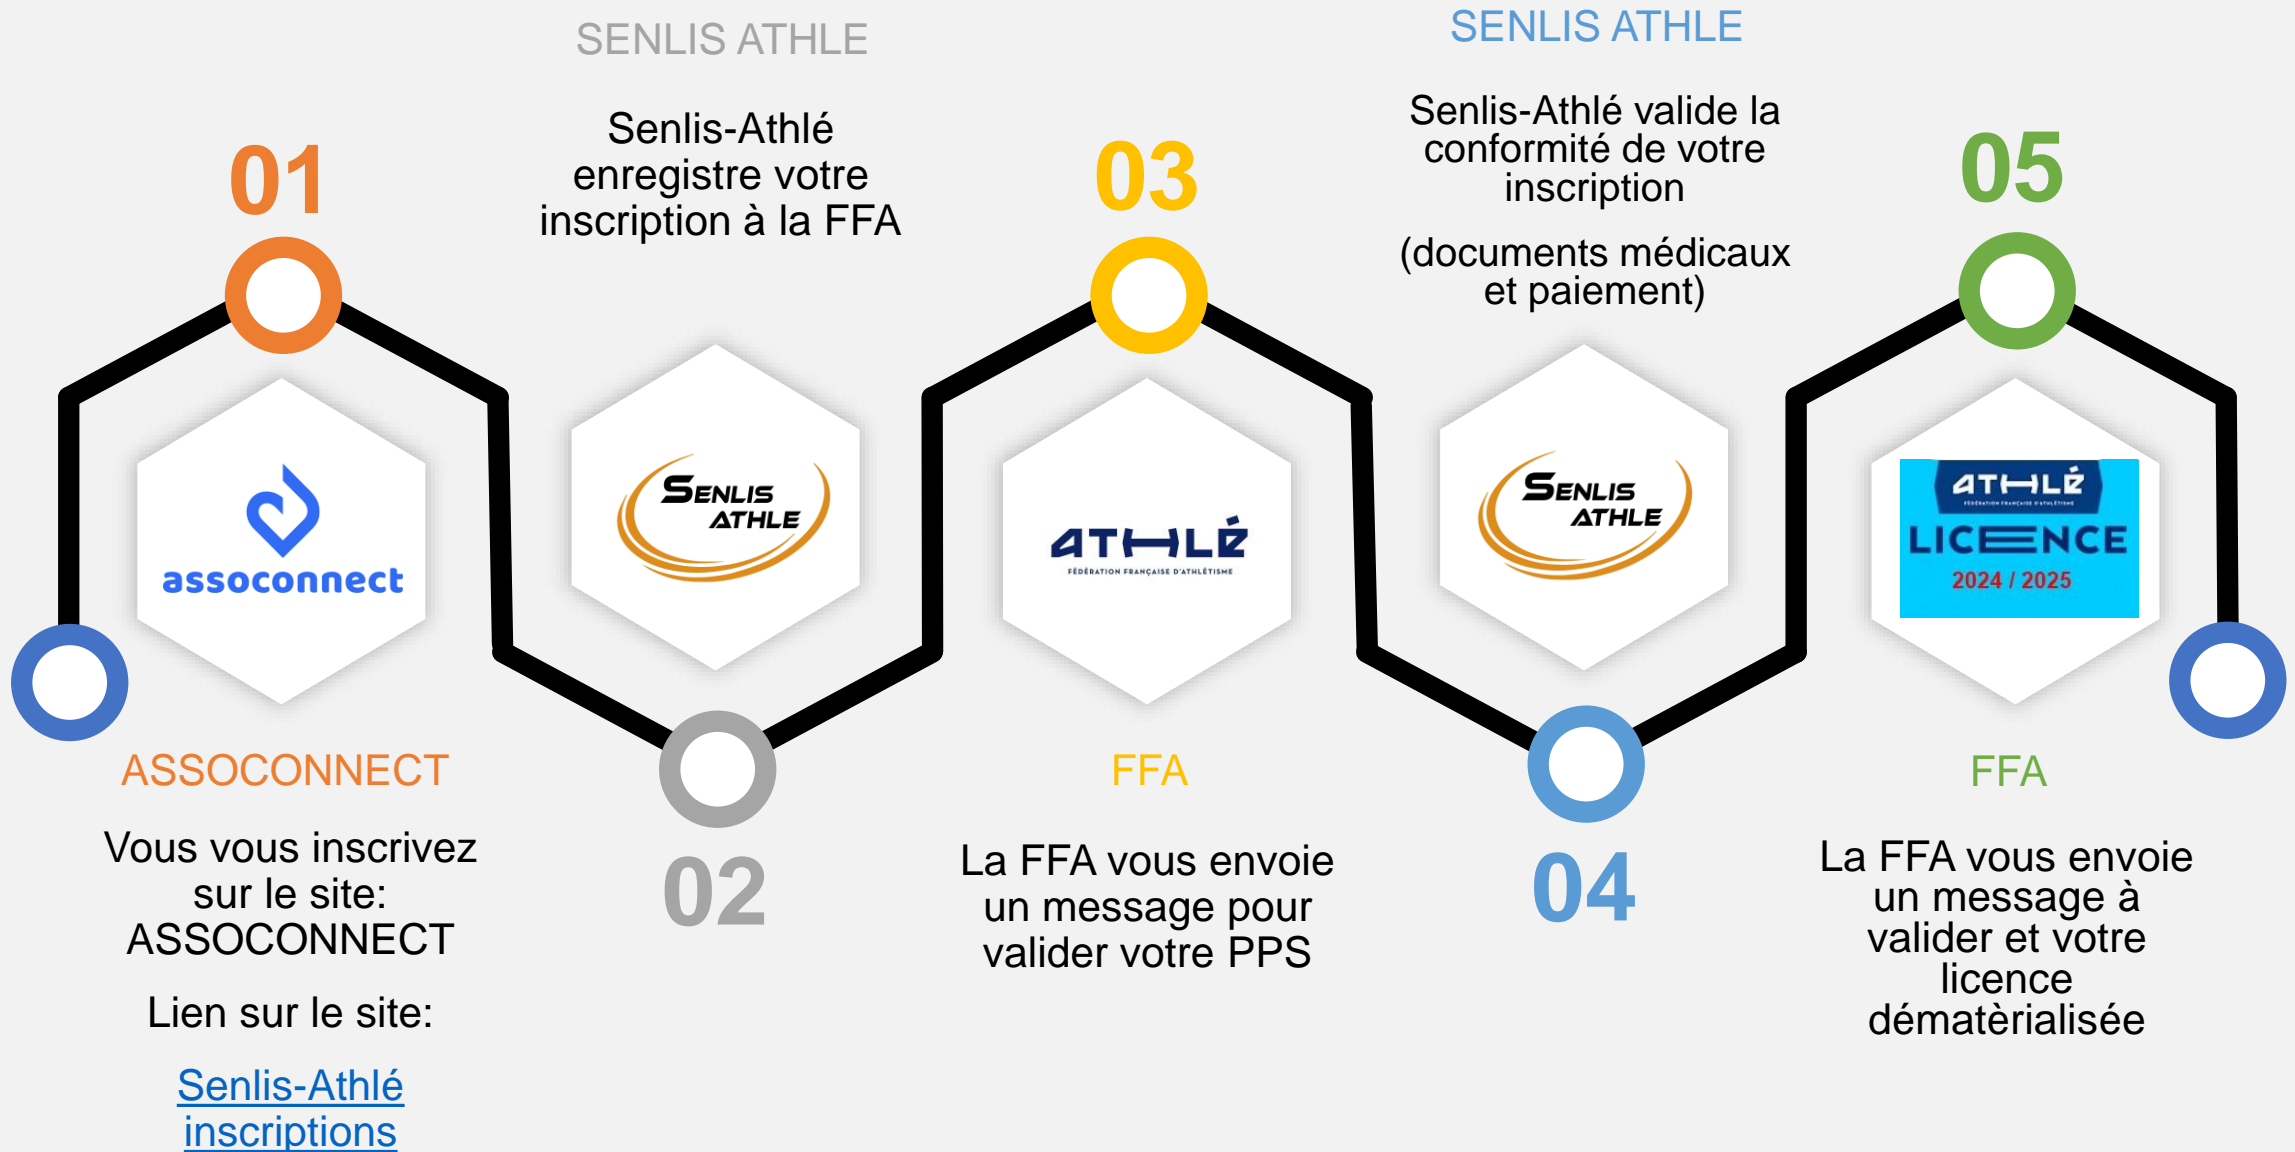 01
assoconnect
ASSOCONNECT
Vous vous inscrivez
sur le site:
ASSOCONNECT
Lien sur le site:
Senlis-Athlé
inscriptions
SENLIS ATHLE
Senlis-Athlé
enregistre votre
inscription à la FFA
SENLIS
ATHLE
02
03
ATHLÉ
FÉDÉRATION FRANÇAISE D'ATHLÉTISME
FFA
La FFA vous envoie
un message pour
valider votre PPS
SENLIS ATHLE
Senlis-Athlé valide la
conformité de votre
inscription
(documents médicaux
et paiement)
SENLIS
ATHLE
04
05
ATHLÉ
FÉDÉRATION FRANÇAISE D'ATHLÉTISME
LICENCE
2024 / 2025
FFA
La FFA vous envoie
un message à
valider et votre
licence
dématèrialisée